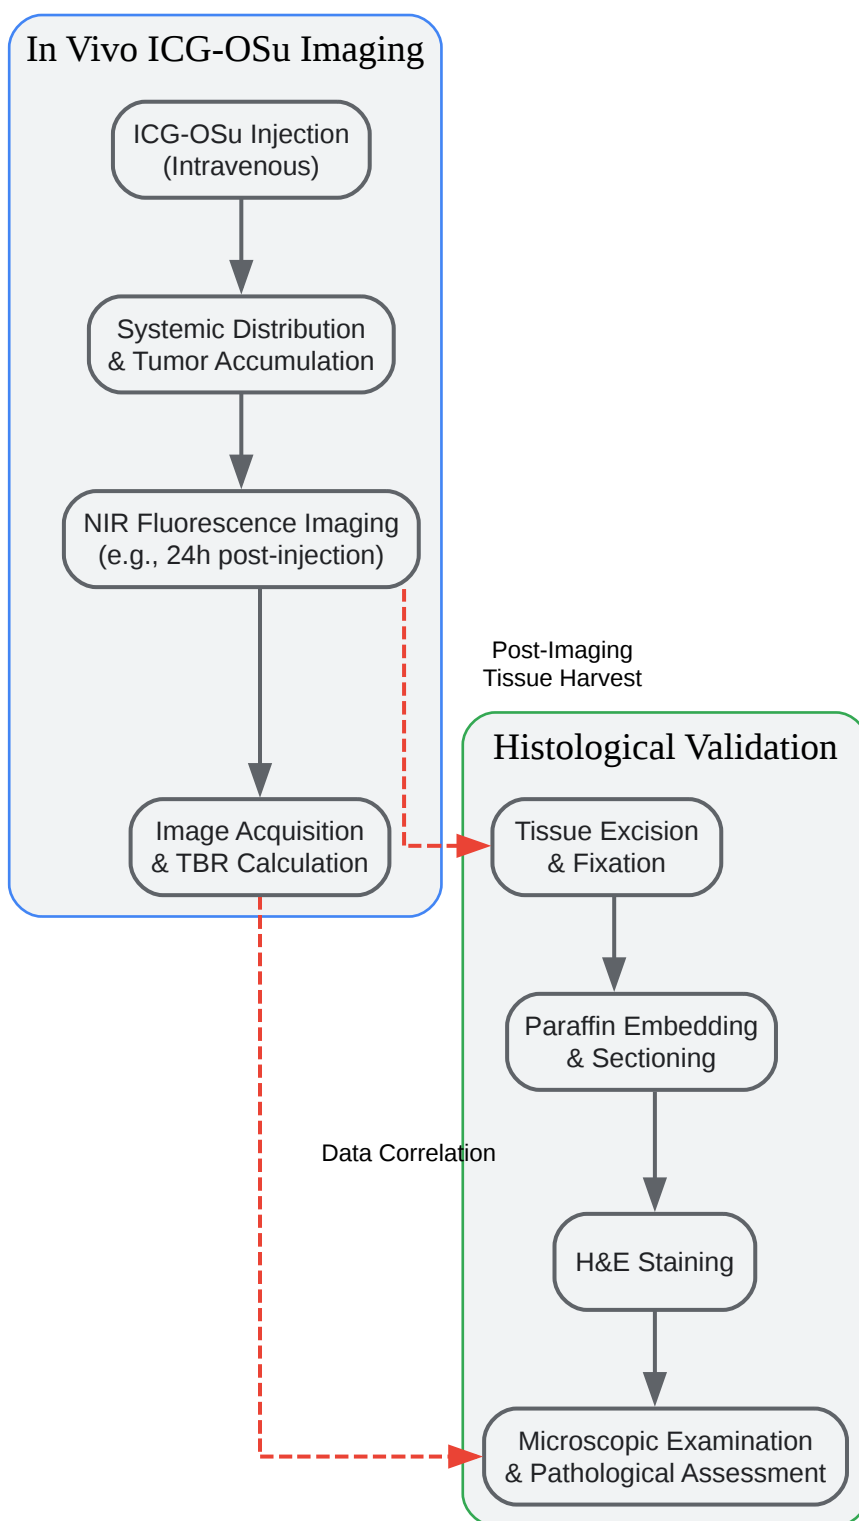 In Vivo ICG-OSu Imaging
ICG-OSu Injection
(Intravenous)
Systemic Distribution
& Tumor Accumulation
NIR Fluorescence Imaging
(e.g., 24h post-injection)
Image Acquisition
& TBR Calculation
Post-Imaging
Tissue Harvest
Histological Validation
Tissue Excision
& Fixation
Paraffin Embedding
& Sectioning
Data Correlation
H&E Staining
Microscopic Examination
& Pathological Assessment